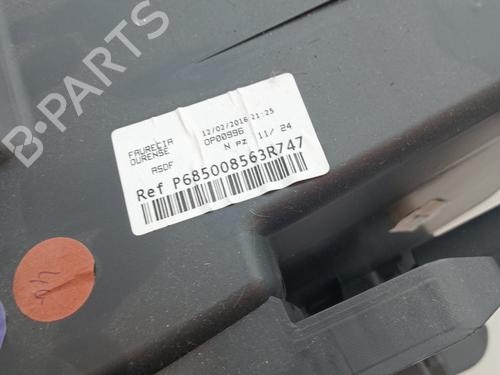 B-PARTS
FAURECIA 12/02/2016 21:25
OURENSE OP00996
ASDF N pz 11/ 24
Ref P685008563R747